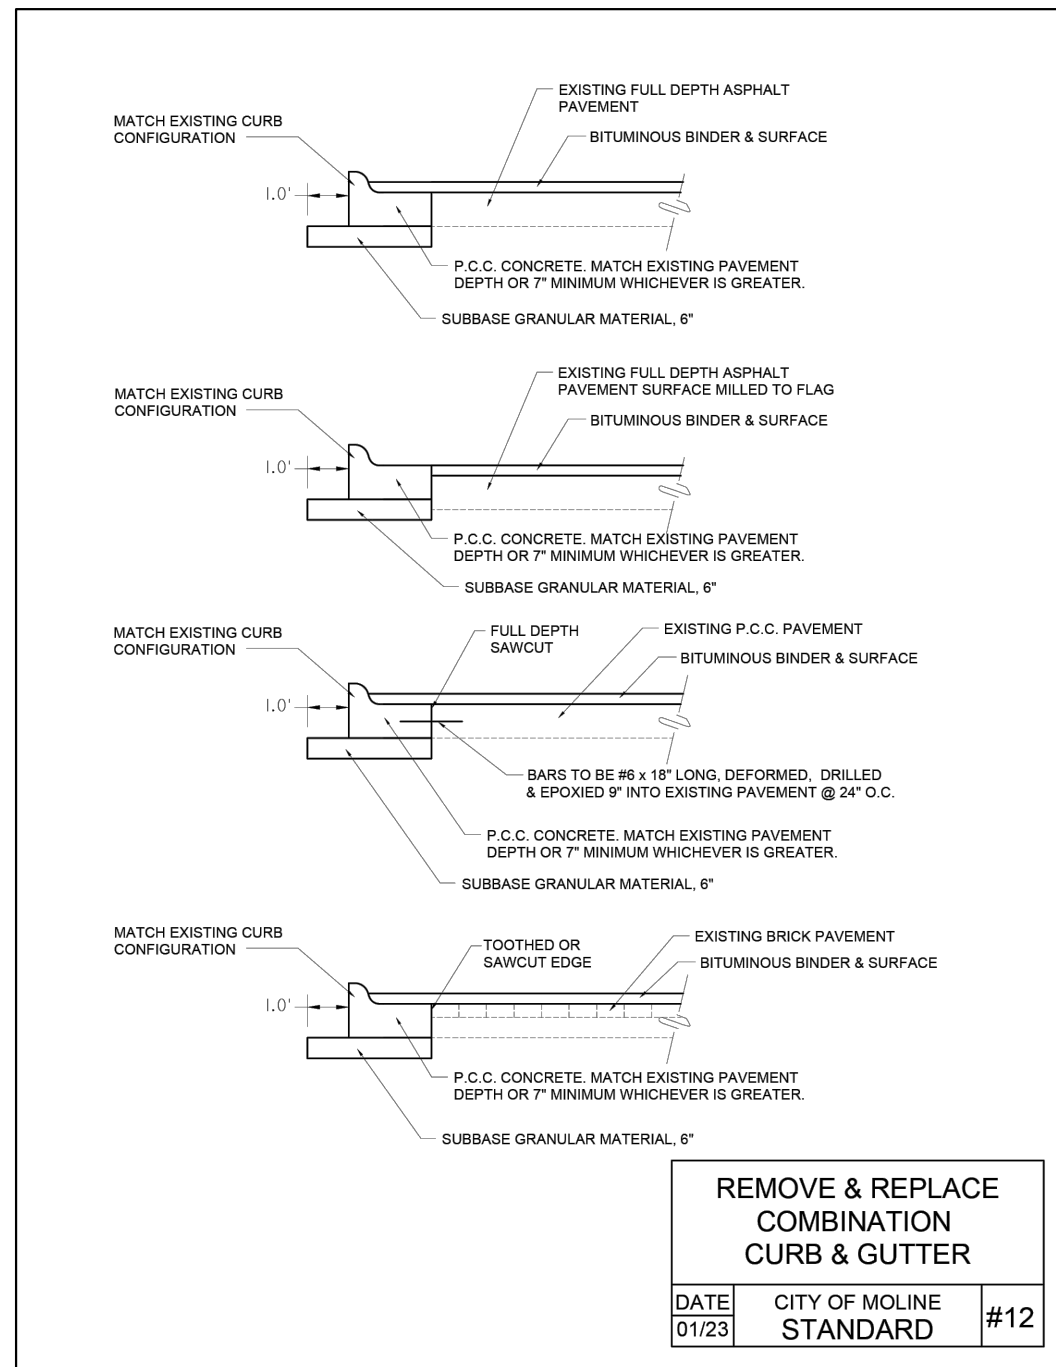 EXISTING FULL DEPTH ASPHALT
PAVEMENT
MATCH EXISTING CURB
CONFIGURATION
BITUMINOUS BINDER & SURFACE
1.0'
P.C.C. CONCRETE. MATCH EXISTING PAVEMENT
DEPTH OR 7" MINIMUM WHICHEVER IS GREATER.
SUBBASE GRANULAR MATERIAL, 6"
EXISTING FULL DEPTH ASPHALT
PAVEMENT SURFACE MILLED TO FLAG
MATCH EXISTING CURB
CONFIGURATION
BITUMINOUS BINDER & SURFACE
1.0'
P.C.C. CONCRETE. MATCH EXISTING PAVEMENT
DEPTH OR 7" MINIMUM WHICHEVER IS GREATER.
SUBBASE GRANULAR MATERIAL, 6"
MATCH EXISTING CURB
CONFIGURATION
FULL DEPTH
SAWCUT
EXISTING P.C.C. PAVEMENT
BITUMINOUS BINDER & SURFACE
1.0'
BARS TO BE #6 x 18" LONG, DEFORMED, DRILLED
& EPOXIED 9" INTO EXISTING PAVEMENT @ 24" O.C.
P.C.C. CONCRETE. MATCH EXISTING PAVEMENT
DEPTH OR 7" MINIMUM WHICHEVER IS GREATER.
SUBBASE GRANULAR MATERIAL, 6"
MATCH EXISTING CURB
CONFIGURATION
TOOTHED OR
SAWCUT EDGE
EXISTING BRICK PAVEMENT
BITUMINOUS BINDER & SURFACE
1.0'
P.C.C. CONCRETE. MATCH EXISTING PAVEMENT
DEPTH OR 7" MINIMUM WHICHEVER IS GREATER.
SUBBASE GRANULAR MATERIAL, 6"
REMOVE & REPLACE
COMBINATION
CURB & GUTTER
DATE
01/23
CITY OF MOLINE
STANDARD
#12